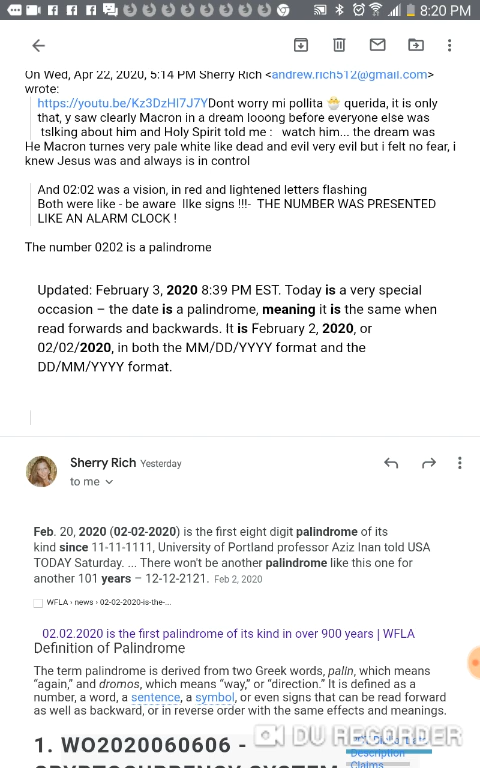 8:20 PM
On Wed, Apr 22, 2020, 5:14 PM Sherry Rich <andrew.rich512@gmail.com>
wrote:
https://youtu.be/Kz3DzHI7J7YDont worry mi pollita 🐣 querida, it is only
that, y saw clearly Macron in a dream looong before everyone else was
tslking about him and Holy Spirit told me : watch him... the dream was
He Macron turnes very pale white like dead and evil very evil but i felt no fear, i
knew Jesus was and always is in control
And 02:02 was a vision, in red and lightened letters flashing
Both were like - be aware lIke signs !!!- THE NUMBER WAS PRESENTED
LIKE AN ALARM CLOCK !
The number 0202 is a palindrome
Updated: February 3, 2020 8:39 PM EST. Today is a very special
occasion – the date is a palindrome, meaning it is the same when
read forwards and backwards. It is February 2, 2020, or
02/02/2020, in both the MM/DD/YYYY format and the
DD/MM/YYYY format.
Sherry Rich Yesterday
to me
Feb. 20, 2020 (02-02-2020) is the first eight digit palindrome of its
kind since 11-11-1111, University of Portland professor Aziz Inan told USA
TODAY Saturday. ... There won't be another palindrome like this one for
another 101 years – 12-12-2121. Feb 2, 2020
WFLA › news › 02-02-2020-is-the-...
02.02.2020 is the first palindrome of its kind in over 900 years | WFLA
Definition of Palindrome
The term palindrome is derived from two Greek words, palin, which means
“again,” and dromos, which means “way,” or “direction.” It is defined as a
number, a word, a sentence, a symbol, or even signs that can be read forward
as well as backward, or in reverse order with the same effects and meanings.
1. WO2020060606 -
CRYPTOCURRENCY SYSTEM
DU RECORDER
Description
Claims